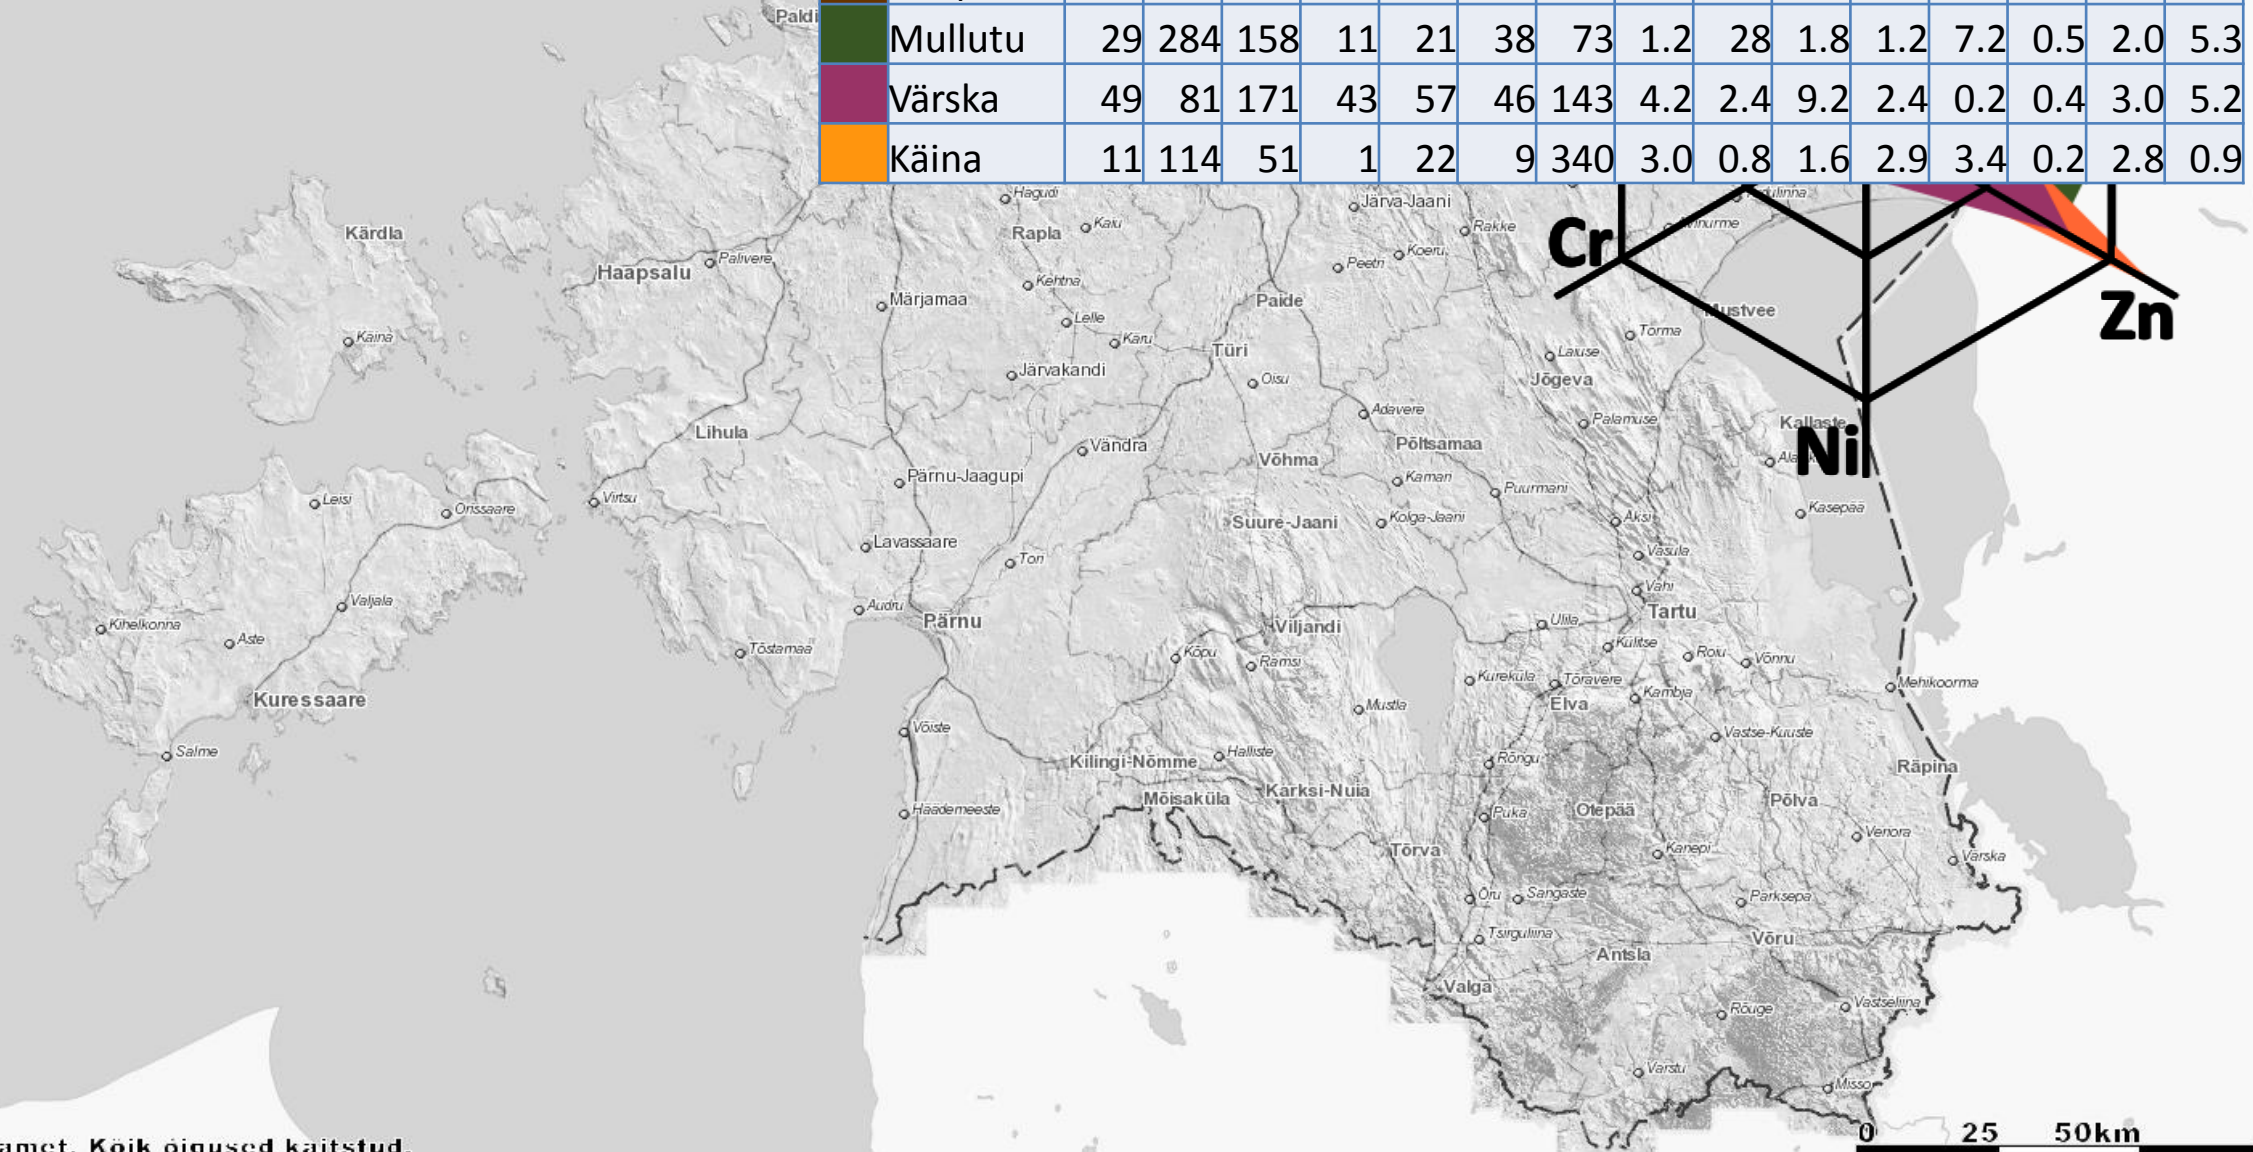 Mullutu 29 284 158 11 21 38 73 1.2 28 1.8 1.2 7.2 0.5 2.0 5.3
Värska 49 81 171 43 57 46 143 4.2 2.4 9.2 2.4 0.2 0.4 3.0 5.2
Käina 11 114 51 1 22 9 340 3.0 0.8 1.6 2.9 3.4 0.2 2.8 0.9
Hagudi
Järva-Jaani
Rapla
Kaiu
Rakke
Cr
Kärdla
Haapsalu
Palivere
Koeru
Peetri
Kehtna
Märjamaa
Paide
Mustvee
Zn
Lelle
Käina
Käru
Türi
Torma
Laiuse
Järvakandi
Oisu
Jõgeva
Adavere
Palamuse
Kallaste
Lihula
Vändra
Põltsamaa
Võhma
Nil
Pärnu-Jaagupi
Kamari
Puurmani
Virtsu
Leisi
Orissaare
Kasepää
Suure-Jaani
Kolga-Jaani
Aksi
Lavassaare
Tori
Vasula
Vahi
Valjala
Audru
Pärnu
Tartu
Kihelkonna
Aste
Viljandi
Ulila
Külitse
Tõstamaa
Kõpu
Ramsi
Roiu
Võnnu
Kureküla
Tõravere
Mehikoorma
Kuressaare
Kambja
Elva
Mustla
Võiste
Vastse-Kuuste
Salme
Halliste
Kilingi-Nõmme
Rõngu
Räpina
Karksi-Nuia
Mõisaküla
Põlva
Häädemeeste
Puka
Otepää
Veriora
Tõrva
Kanepi
Värska
Õru
Sangaste
Parksepa
Tsirguliina
Võru
Antsla
Valga
Rõuge
Vastseliina
Varstu
Misso
0 25 50km
amet. Kõik õigused kaitstud.